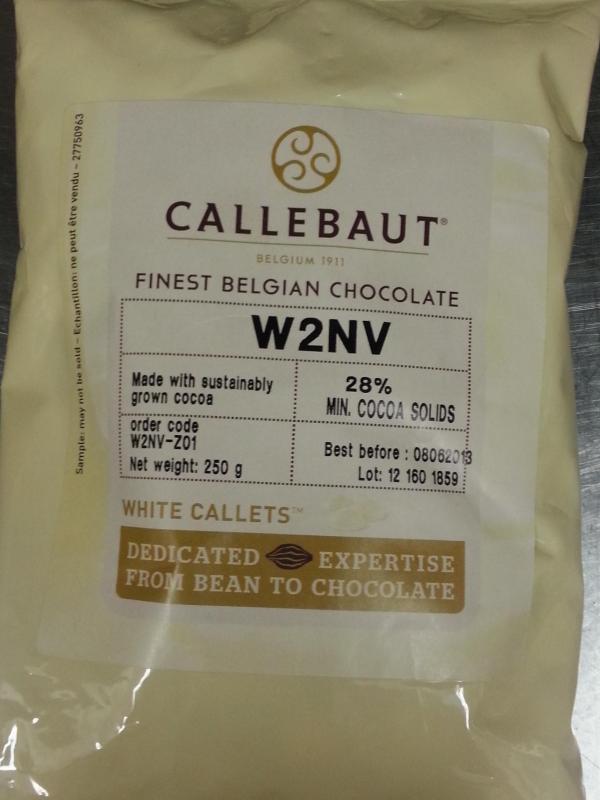 Sample: may not be sold - Echantillon: ne peut être vendu - 27750963
CALLEBAUT®
BELGIUM 1911
FINEST BELGIAN CHOCOLATE
W2NV
Made with sustainably
grown cocoa
28%
MIN. COCOA SOLIDS
order code
W2NV-Z01
Net weight: 250 g
Best before : 08062013
Lot: 12 160 1859
WHITE CALLETS™
DEDICATED EXPERTISE
FROM BEAN TO CHOCOLATE